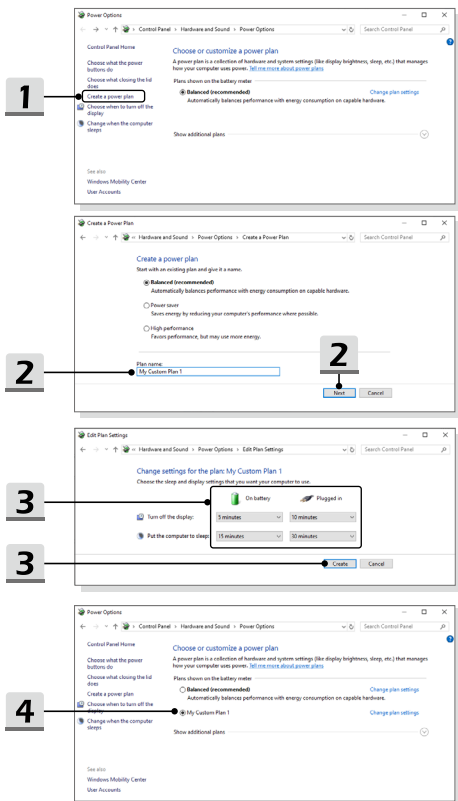 Power Options
Control Panel > Hardware and Sound > Power Options
Search Control Panel
Control Panel Home
Choose what the power
buttons do
Choose what closing the lid
does
Create a power plan
Choose when to turn off the
display
Change when the computer
sleeps
See also
Windows Mobility Center
User Accounts
Choose or customize a power plan
A power plan is a collection of hardware and system settings (like display brightness, sleep, etc.) that manages
how your computer uses power. Tell me more about power plans
Plans shown on the battery meter
Balanced (recommended)
Change plan settings
Automatically balances performance with energy consumption on capable hardware.
Show additional plans
1
Create a Power Plan
« Hardware and Sound > Power Options > Create a Power Plan
Search Control Panel
Create a power plan
Start with an existing plan and give it a name.
Balanced (recommended)
Automatically balances performance with energy consumption on capable hardware.
Power saver
Saves energy by reducing your computer's performance where possible.
High performance
Favors performance, but may use more energy.
Plan name:
My Custom Plan 1
2
2
Next
Cancel
Edit Plan Settings
« Hardware and Sound > Power Options > Edit Plan Settings
Search Control Panel
Change settings for the plan: My Custom Plan 1
Choose the sleep and display settings that you want your computer to use.
On battery
Plugged in
Turn off the display:
5 minutes
10 minutes
Put the computer to sleep:
15 minutes
30 minutes
3
3
Create
Cancel
Power Options
Control Panel > Hardware and Sound > Power Options
Search Control Panel
Control Panel Home
Choose what the power
buttons do
Choose what closing the lid
does
Create a power plan
Choose when to turn off the
display
Change when the computer
sleeps
See also
Windows Mobility Center
User Accounts
Choose or customize a power plan
A power plan is a collection of hardware and system settings (like display brightness, sleep, etc.) that manages
how your computer uses power. Tell me more about power plans
Plans shown on the battery meter
Balanced (recommended)
Change plan settings
Automatically balances performance with energy consumption on capable hardware.
My Custom Plan 1
Change plan settings
Show additional plans
4